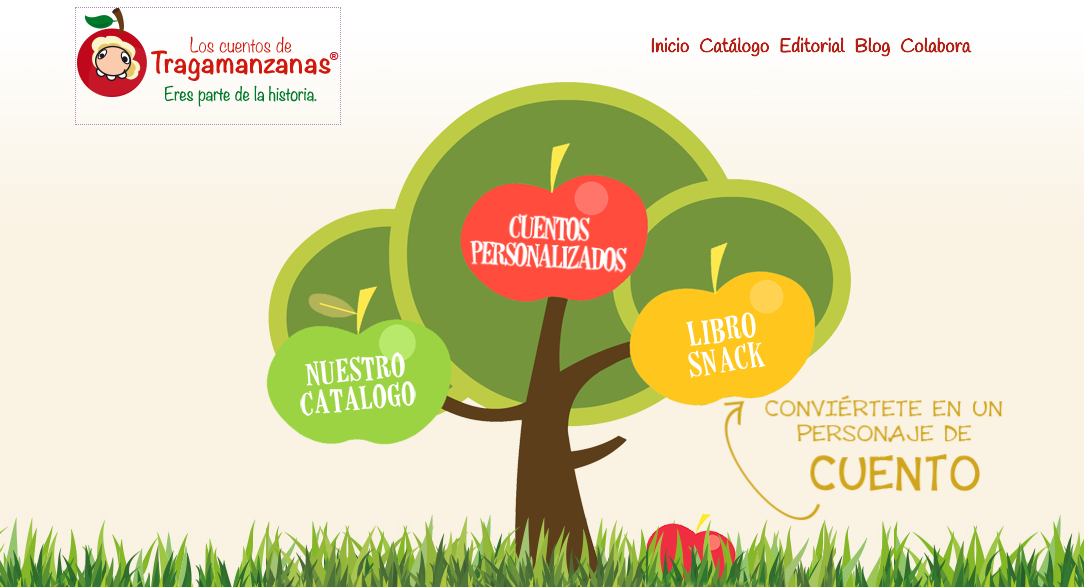 Los cuentos de
Tragamanzanas®
Eres parte de la historia.
Inicio Catálogo Editorial Blog Colabora
CUENTOS
PERSONALIZADOS
LIBRO
SNACK
NUESTRO
CATALOGO
CONVIÉRTETE EN UN
PERSONAJE DE
CUENTO